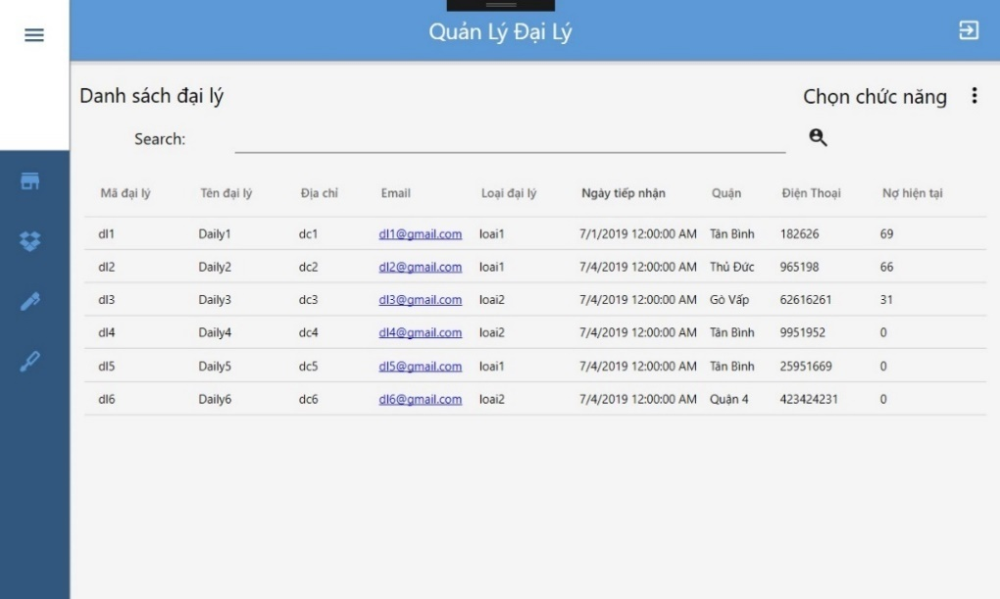 Quản Lý Đại Lý
Danh sách đại lý Chọn chức năng
Search:
Mã đại lý Tên đại lý Địa chỉ Email Loại đại lý Ngày tiếp nhận Quận Điện Thoại Nợ hiện tại
dl1 Daily1 dc1 dl1@gmail.com loai1 7/1/2019 12:00:00 AM Tân Bình 182626 69
dl2 Daily2 dc2 dl2@gmail.com loai1 7/4/2019 12:00:00 AM Thủ Đức 965198 66
dl3 Daily3 dc3 dl3@gmail.com loai2 7/4/2019 12:00:00 AM Gò Vấp 62616261 31
dl4 Daily4 dc4 dl4@gmail.com loai2 7/4/2019 12:00:00 AM Tân Bình 9951952 0
dl5 Daily5 dc5 dl5@gmail.com loai1 7/4/2019 12:00:00 AM Tân Bình 25951669 0
dl6 Daily6 dc6 dl6@gmail.com loai2 7/4/2019 12:00:00 AM Quận 4 423424231 0